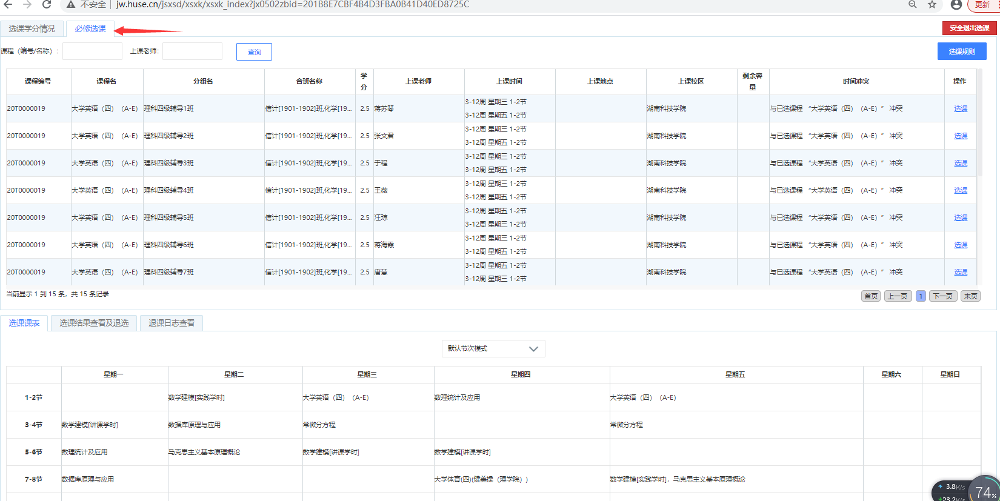 不安全 jw.huse.cn/jsxsd/xsxk/xsxk_index?jx0502zbid=201B8E7CBF4B4D3FBA0B41D40ED8725C 更新
选课学分情况 必修选课 安全退出选课
课程（编号/名称）: 上课老师: 查询 选课规则
课程编号 课程名 分组名 合班名称 学分 上课老师 上课时间 上课地点 上课校区 剩余容量 时间冲突 操作
20T0000019 大学英语（四）（A-E） 理科四级辅导1班 信计[1901-1902]班,化学[19... 2.5 蒋苏琴 3-12周 星期三 1-2节 湖南科技学院 与已选课程 “大学英语（四）（A-E）” 冲突 选课
3-12周 星期五 1-2节
20T0000019 大学英语（四）（A-E） 理科四级辅导2班 信计[1901-1902]班,化学[19... 2.5 张文君 3-12周 星期三 1-2节 湖南科技学院 与已选课程 “大学英语（四）（A-E）” 冲突 选课
3-12周 星期五 1-2节
20T0000019 大学英语（四）（A-E） 理科四级辅导3班 信计[1901-1902]班,化学[19... 2.5 于程 3-12周 星期三 1-2节 湖南科技学院 与已选课程 “大学英语（四）（A-E）” 冲突 选课
3-12周 星期五 1-2节
20T0000019 大学英语（四）（A-E） 理科四级辅导4班 信计[1901-1902]班,化学[19... 2.5 王薇 3-12周 星期三 1-2节 湖南科技学院 与已选课程 “大学英语（四）（A-E）” 冲突 选课
3-12周 星期五 1-2节
20T0000019 大学英语（四）（A-E） 理科四级辅导5班 信计[1901-1902]班,化学[19... 2.5 汪琼 3-12周 星期五 1-2节 湖南科技学院 与已选课程 “大学英语（四）（A-E）” 冲突 选课
3-12周 星期三 1-2节
20T0000019 大学英语（四）（A-E） 理科四级辅导6班 信计[1901-1902]班,化学[19... 2.5 蒋海霞 3-12周 星期五 1-2节 湖南科技学院 与已选课程 “大学英语（四）（A-E）” 冲突 选课
3-12周 星期三 1-2节
20T0000019 大学英语（四）（A-E） 理科四级辅导7班 信计[1901-1902]班,化学[19... 2.5 唐慧 3-12周 星期五 1-2节 湖南科技学院 与已选课程 “大学英语（四）（A-E）” 冲突 选课
3-12周 星期三 1-2节
当前显示 1 到 15 条，共 15 条记录 首页 上一页 1 下一页 末页
选课课表 选课结果查看及退选 退课日志查看
默认节次模式
星期一 星期二 星期三 星期四 星期五 星期六 星期日
1-2节 数学建模[实践学时] 大学英语（四）（A-E） 数理统计及应用 大学英语（四）（A-E）
3-4节 数学建模[讲课学时] 数据库原理与应用 常微分方程 常微分方程
5-6节 数理统计及应用 马克思主义基本原理概论 数学建模[讲课学时] 数学建模[讲课学时]
7-8节 数据库原理与应用 大学体育(四)(健美操（理学院）) 数学建模[实践学时]，马克思主义基本原理概论
3.8K/s 74%
23.2K/s